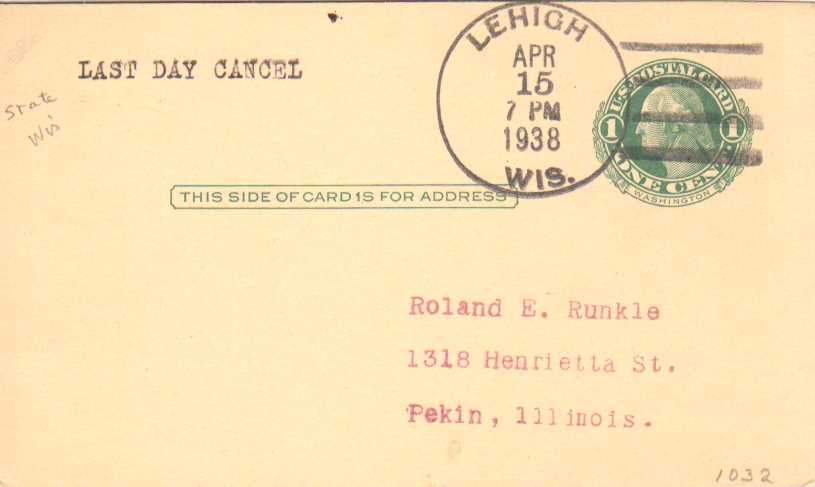 LEHIGH
APR
15
7 PM
1938
WIS.
LAST DAY CANCEL
U.S. POSTAL CARD
1 1
ONE CENT
WASHINGTON
state
Wis
THIS SIDE OF CARD IS FOR ADDRESS
Roland E. Runkle
1318 Henrietta St.
Pekin, Illinois.
1032